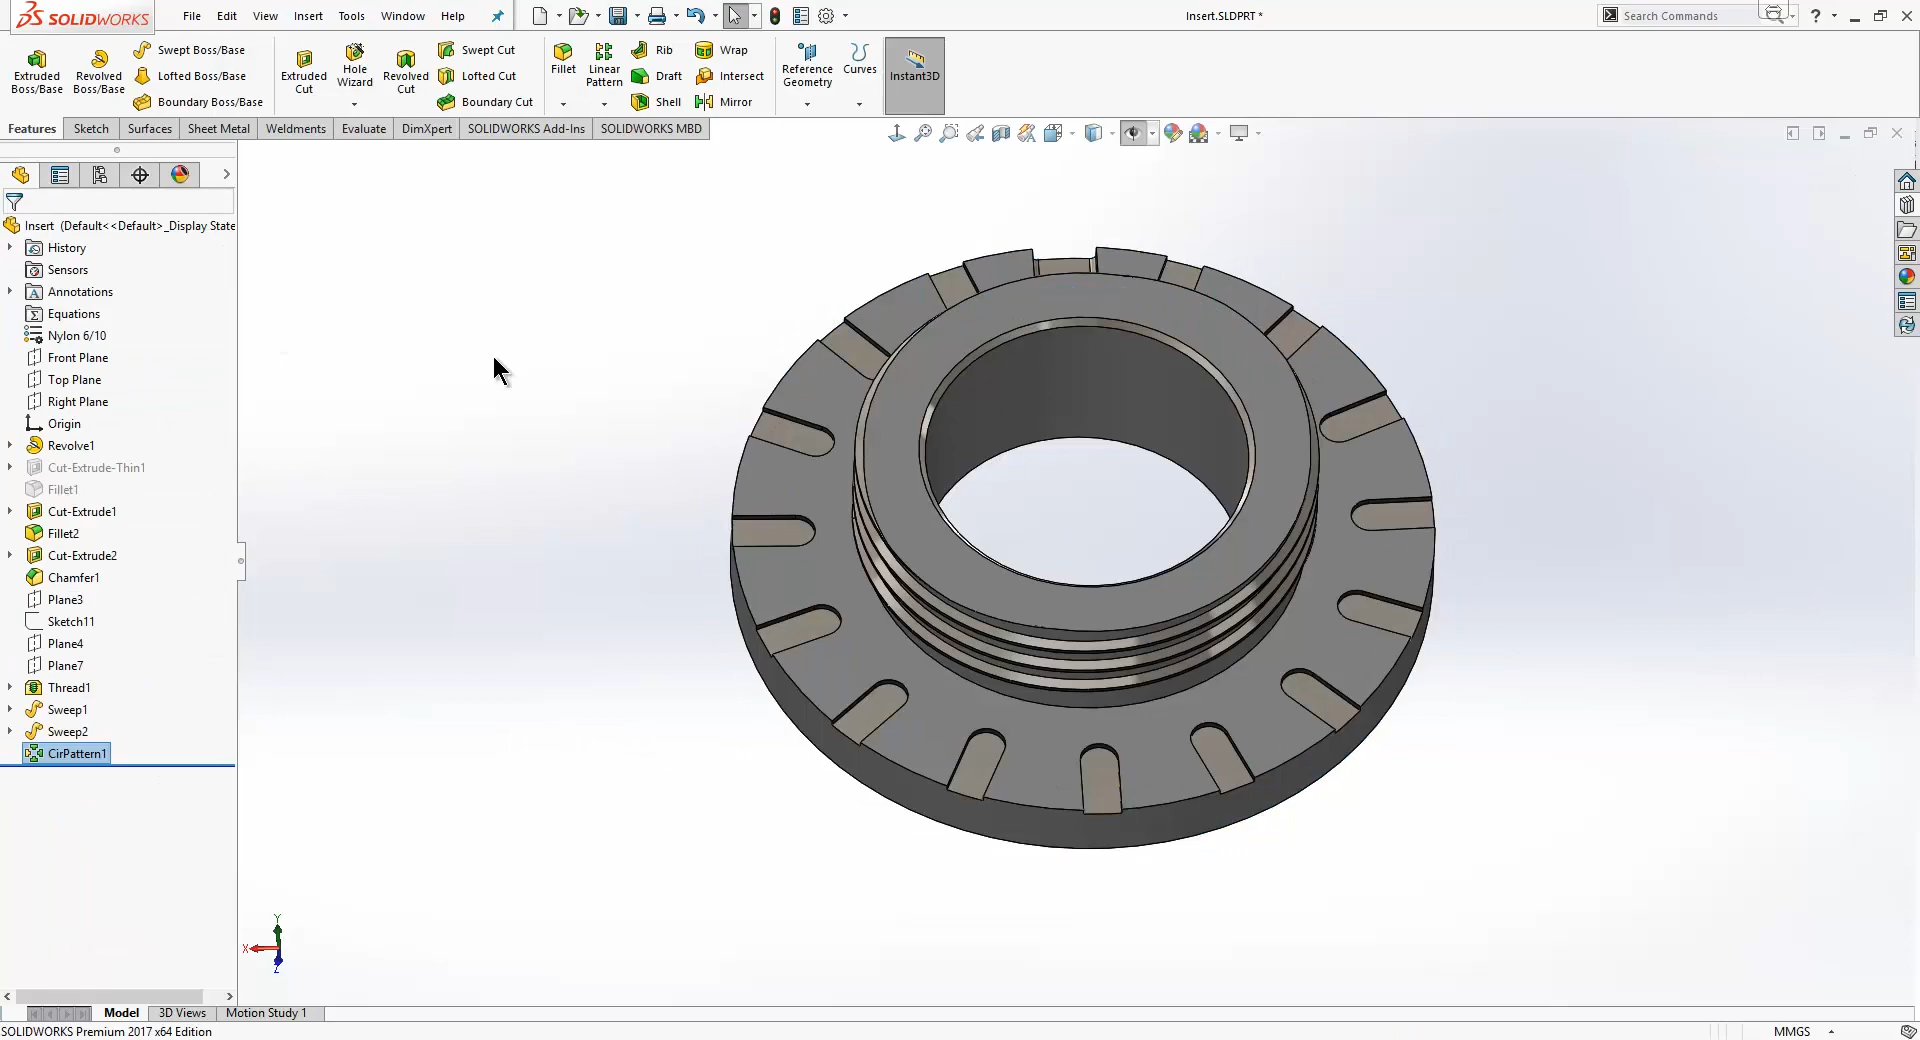 SOLIDWORKS
File Edit View Insert Tools Window Help
Insert.SLDPRT *
Search Commands
?
Extruded Boss/Base
Revolved Boss/Base
Swept Boss/Base
Lofted Boss/Base
Boundary Boss/Base
Extruded Cut
Hole Wizard
Revolved Cut
Swept Cut
Lofted Cut
Boundary Cut
Fillet
Linear Pattern
Rib
Draft
Shell
Wrap
Intersect
Mirror
Reference Geometry
Curves
Instant3D
Features Sketch Surfaces Sheet Metal Weldments Evaluate DimXpert SOLIDWORKS Add-Ins SOLIDWORKS MBD
Insert (Default<<Default>_Display State
History
Sensors
Annotations
Equations
Nylon 6/10
Front Plane
Top Plane
Right Plane
Origin
Revolve1
Cut-Extrude-Thin1
Fillet1
Cut-Extrude1
Fillet2
Cut-Extrude2
Chamfer1
Plane3
Sketch11
Plane4
Plane7
Thread1
Sweep1
Sweep2
CirPattern1
Y
X
Z
Model 3D Views Motion Study 1
SOLIDWORKS Premium 2017 x64 Edition
MMGS